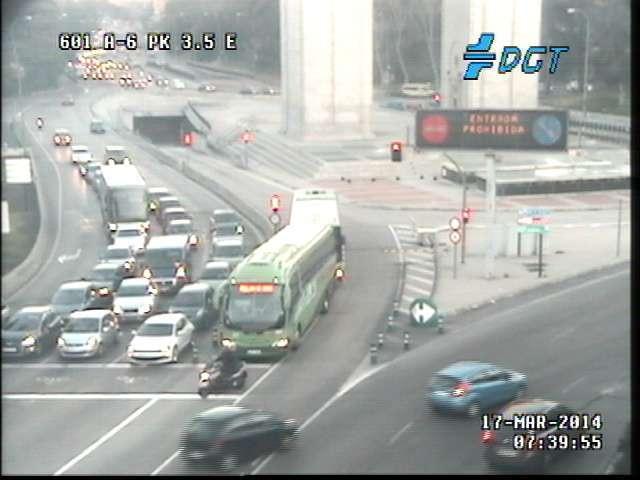 601 A-6 PK 3.5 E
DGT
ENTRADA
PROHIBIDA
17-MAR-2014
07:39:55